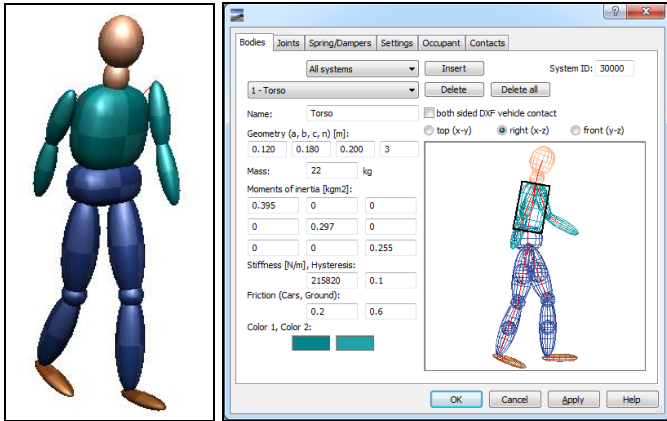 Bodies Joints Spring/Dampers Settings Occupant Contacts
All systems Insert System ID: 30000
1 - Torso Delete Delete all
Name: Torso both sided DXF vehicle contact
Geometry (a, b, c, n) [m]: top (x-y) right (x-z) front (y-z)
0.120 0.180 0.200 3
Mass: 22 kg
Moments of inertia [kgm2]:
0.395 0 0
0 0.297 0
0 0 0.255
Stiffness [N/m], Hysteresis:
215820 0.1
Friction (Cars, Ground):
0.2 0.6
Color 1, Color 2:
OK Cancel Apply Help